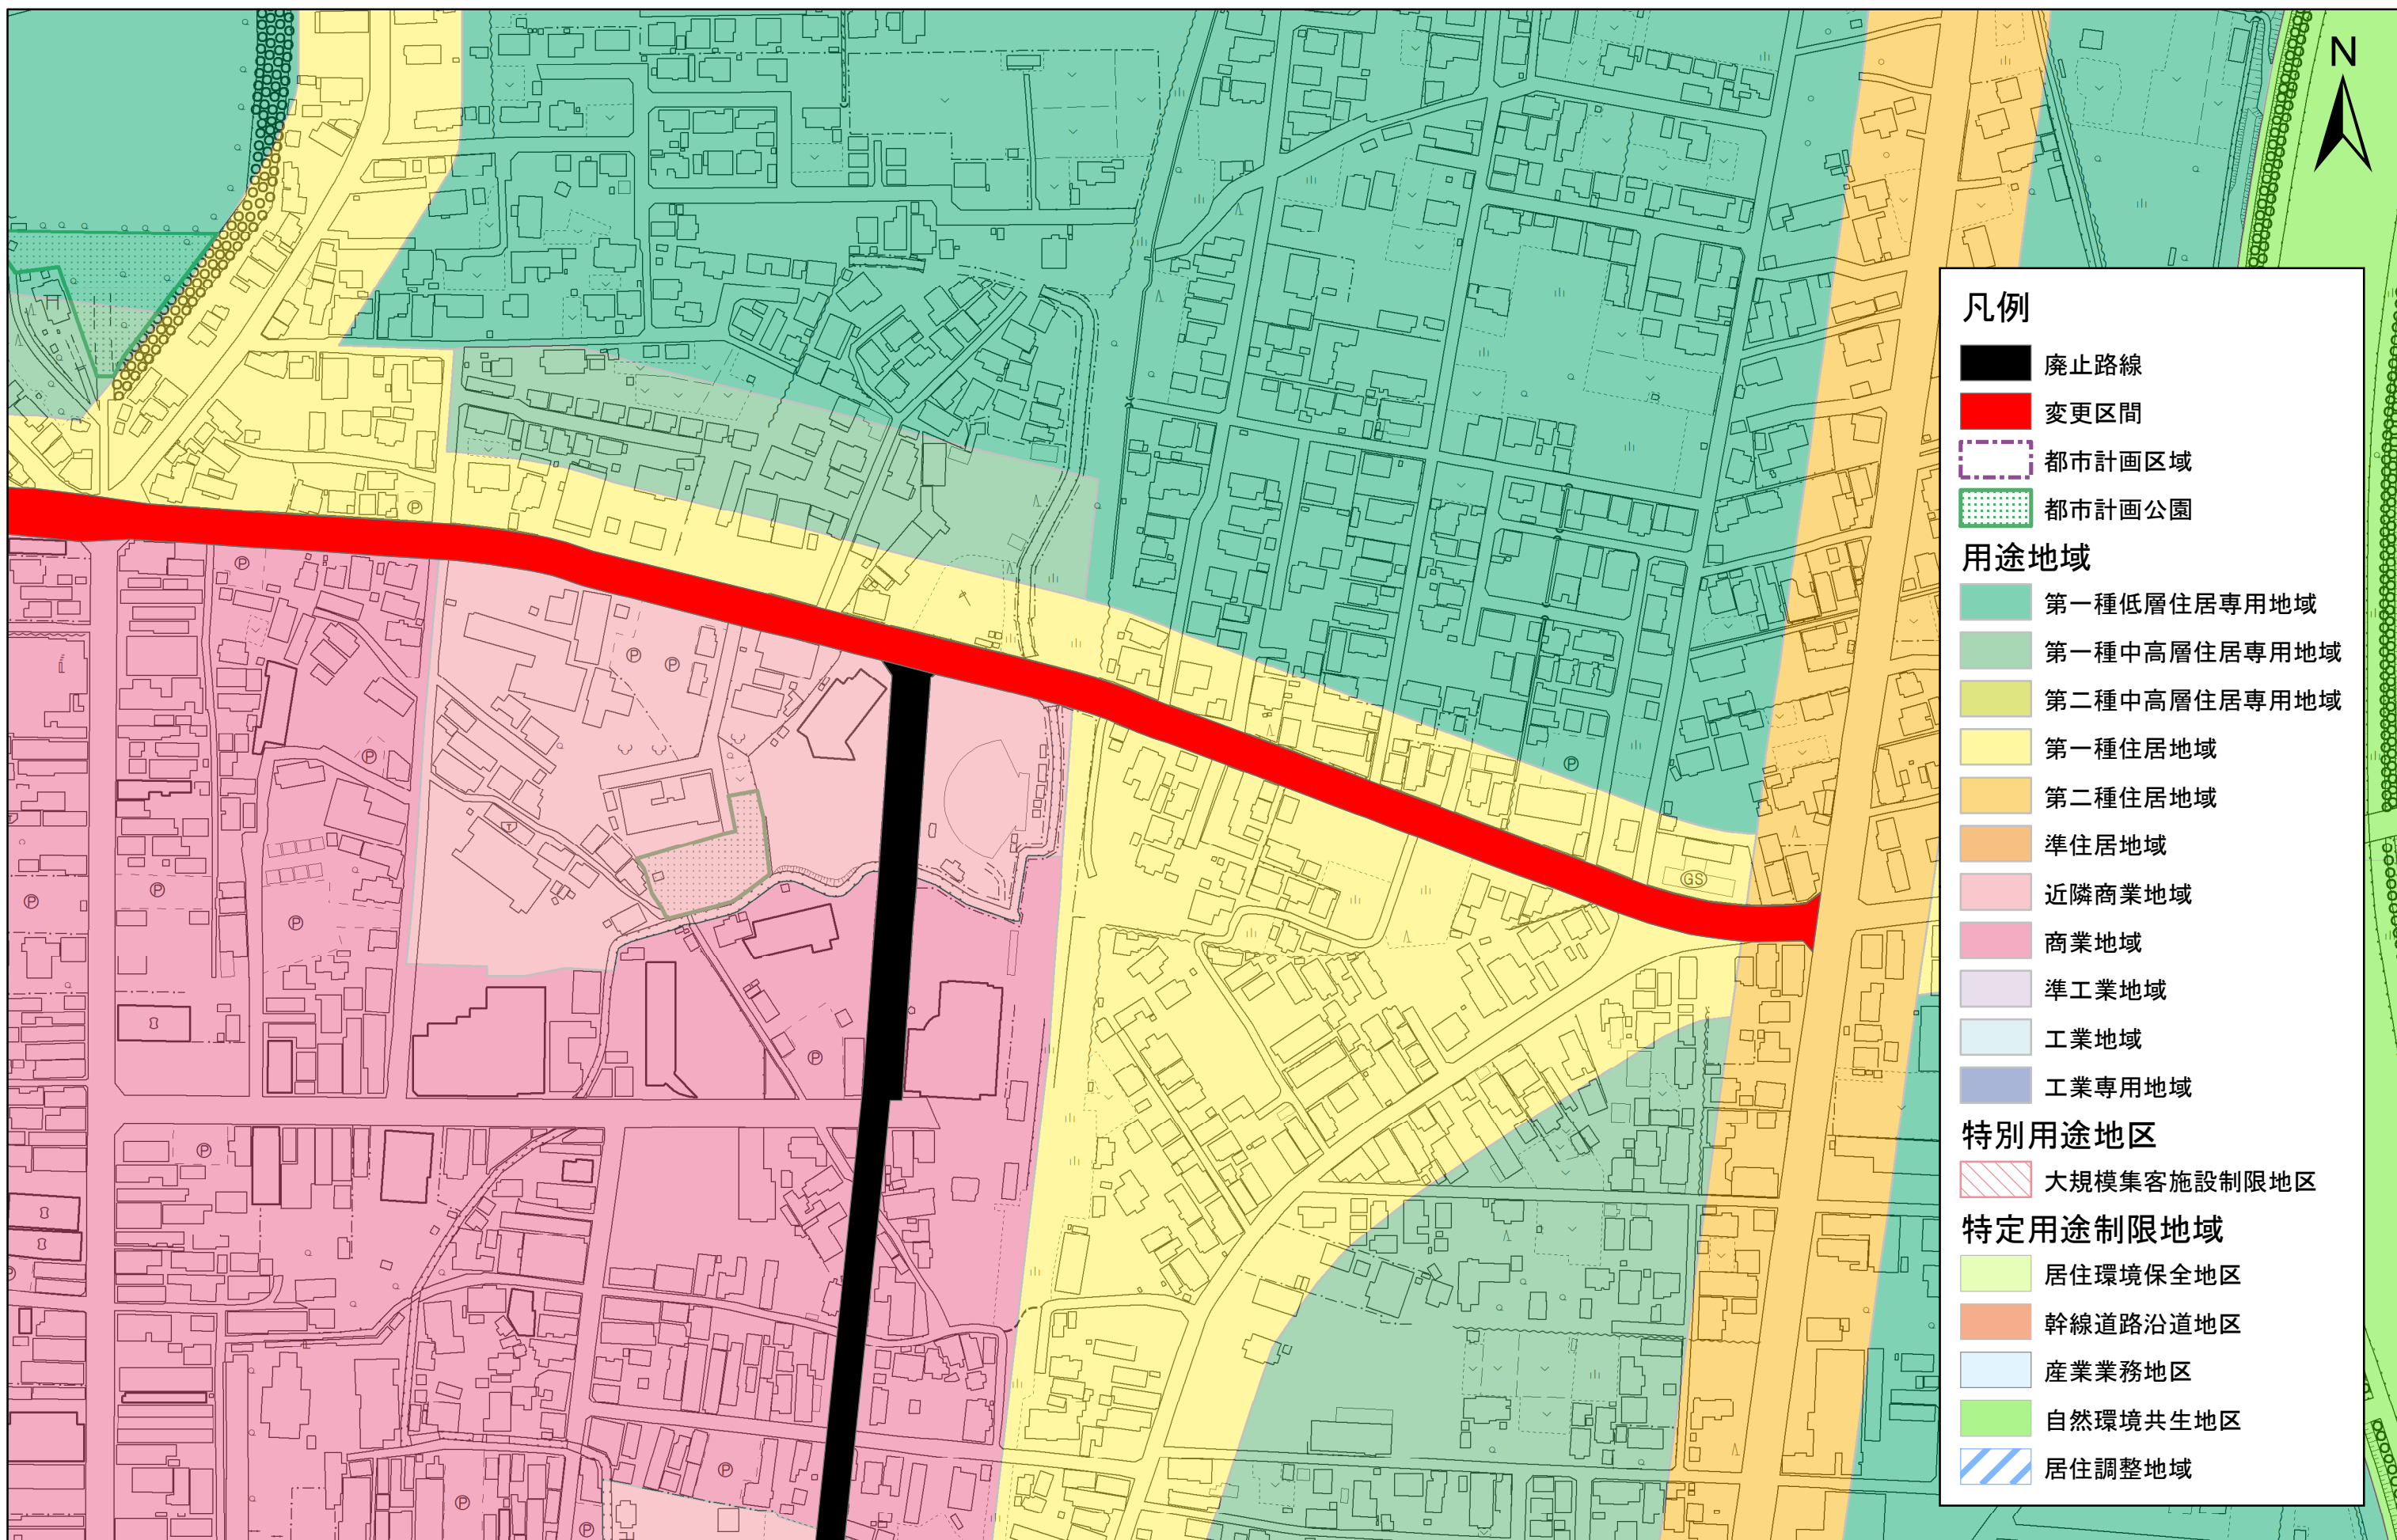 N
凡例
廃止路線
変更区間
都市計画区域
都市計画公園
用途地域
第一種低層住居専用地域
第一種中高層住居専用地域
第二種中高層住居専用地域
第一種住居地域
第二種住居地域
準住居地域
近隣商業地域
商業地域
準工業地域
工業地域
工業専用地域
特別用途地区
大規模集客施設制限地区
特定用途制限地域
居住環境保全地区
幹線道路沿道地区
産業業務地区
自然環境共生地区
居住調整地域
P
P
P
P
P
P
P
P
P
P
P
P
P
P
GS